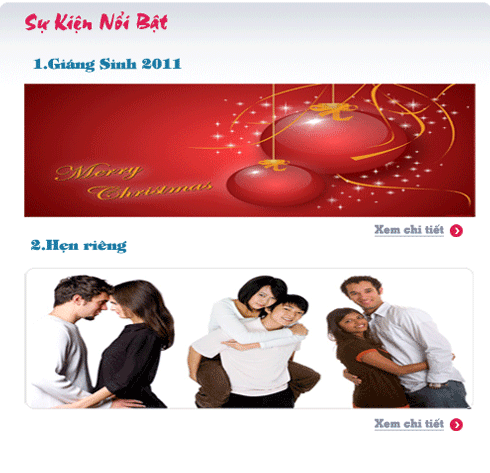 Sự Kiện Nổi Bật
1.Giáng Sinh 2011
Merry
Christmas
Xem chi tiết
2.Hẹn riêng
Xem chi tiết